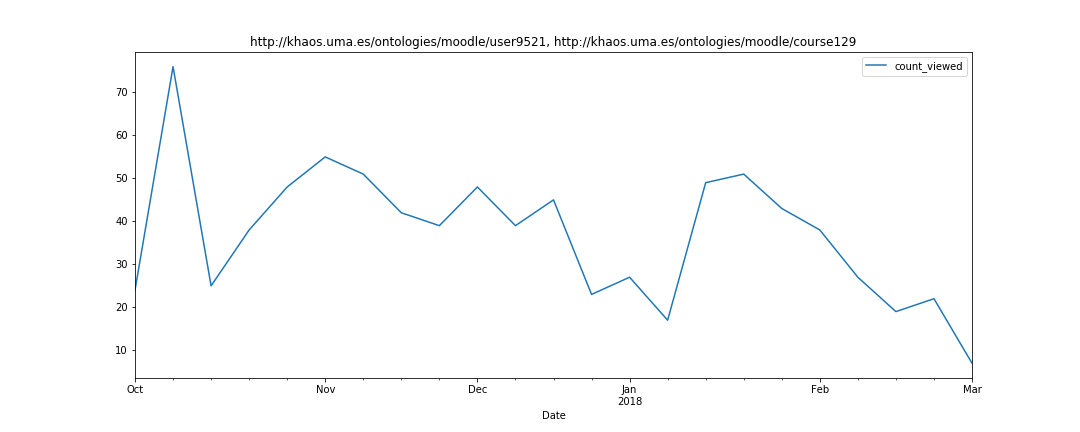 http://khaos.uma.es/ontologies/moodle/user9521, http://khaos.uma.es/ontologies/moodle/course129
count_viewed
70
60
50
40
30
20
10
Oct Nov Dec Jan Feb Mar
2018
Date